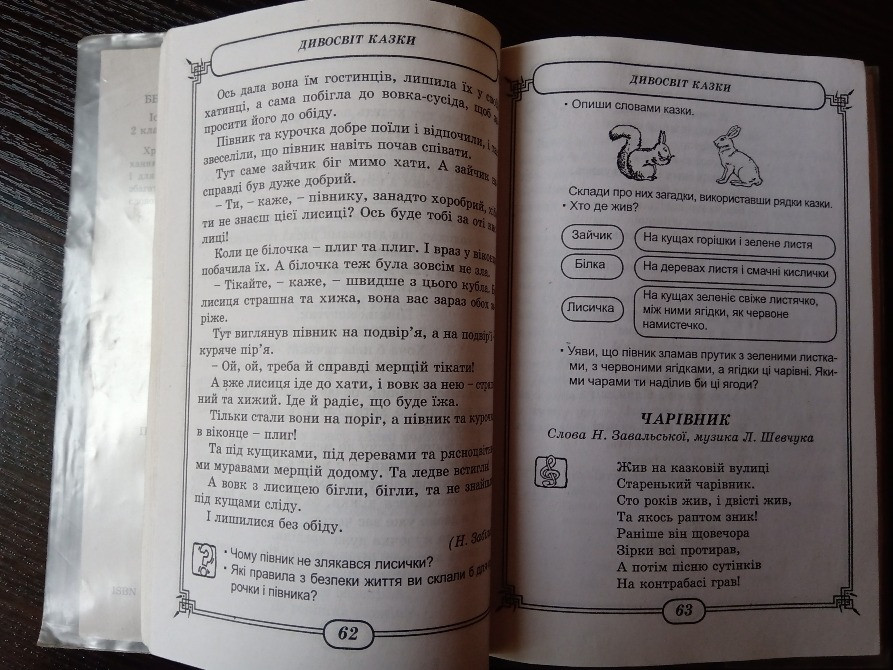 ДИВОСВІТ КАЗКИ
Ось дала вона їм гостинців, лишила їх у
хатинці, а сама побігла до вовка-сусіда, щоб
просити його до обіду.
Півник та курочка добре поїли і відпочили, і
звеселіли, що півник навіть почав співати.
Тут саме зайчик біг мимо хати. А зайчик
справді був дуже добрий.
– Ти, – каже, – півнику, занадто хоробрий,
ти не знаєш цієї лисиці? Ось буде тобі за оті
лиці!
Коли це білочка – плиг та плиг. І враз у
побачила їх. А білочка теж була зовсім не зла.
– Тікайте, – каже, – швидше з цього кубла.
лисиця страшна та хижа, вона вас зараз обох
ріже.
Тут виглянув півник на подвір’я, а на подвір’ї
куряче пір’я.
– Ой, ой, треба й справді мерщій тікати!
А вже лисиця іде до хати, і вовк за нею –
ний та хижий. Іде й радіє, що буде їжа.
Тільки стали вони на поріг, а півник та
в віконце – плиг!
Та під кущиками, під деревами та
ми муравами мерщій додому. Та ледве встигли
А вовк з лисицею бігли, бігли, та не
під кущами сліду.
І лишилися без обіду.
(Н.
• Чому півник не злякався лисички?
• Які правила з безпеки життя ви склали б для
рочки і півника?
62
ДИВОСВІТ КАЗКИ
• Опиши словами казки.
Склади про них загадки, використавши рядки казки.
• Хто де жив?
Зайчик
На кущах горішки і зелене листя
Білка
На деревах листя і смачні кислички
Лисичка
На кущах зеленіє свіже листячко,
між ними ягідки, як червоне
намистечко.
• Уяви, що півник зламав прутик з зеленими листка-
ми, з червоними ягідками, а ягідки ці чарівні. Яки-
ми чарами ти наділив би ці ягоди?
ЧАРІВНИК
Слова Н. Завальської, музика Л. Шевчука
Жив на казковій вулиці
Старенький чарівник.
Сто років жив, і двісті жив,
Та якось раптом зник!
Раніше він щовечора
Зірки всі протирав,
А потім пісню сутінків
На контрабасі грав!
63
ISBN